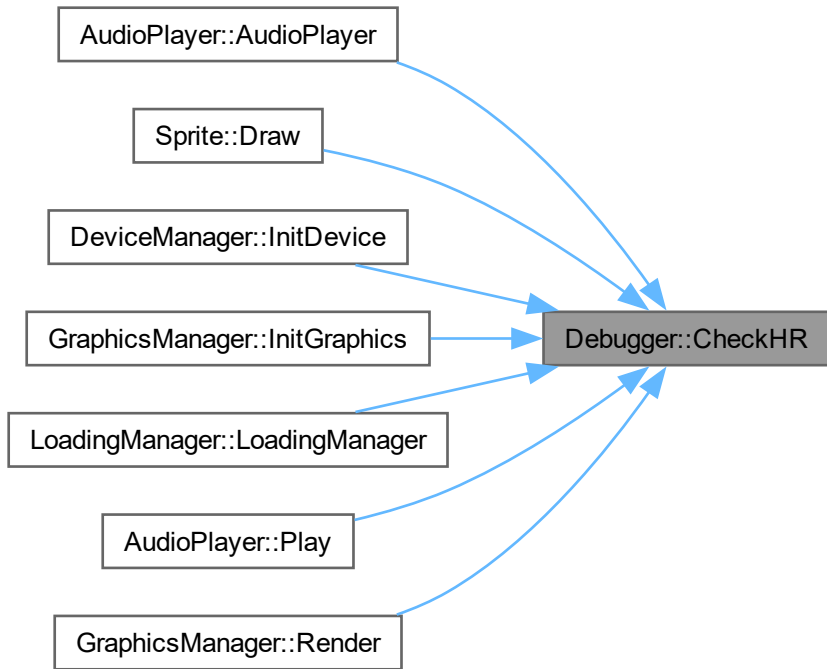 AudioPlayer::AudioPlayer
Sprite::Draw
DeviceManager::InitDevice
GraphicsManager::InitGraphics
Debugger::CheckHR
LoadingManager::LoadingManager
AudioPlayer::Play
GraphicsManager::Render